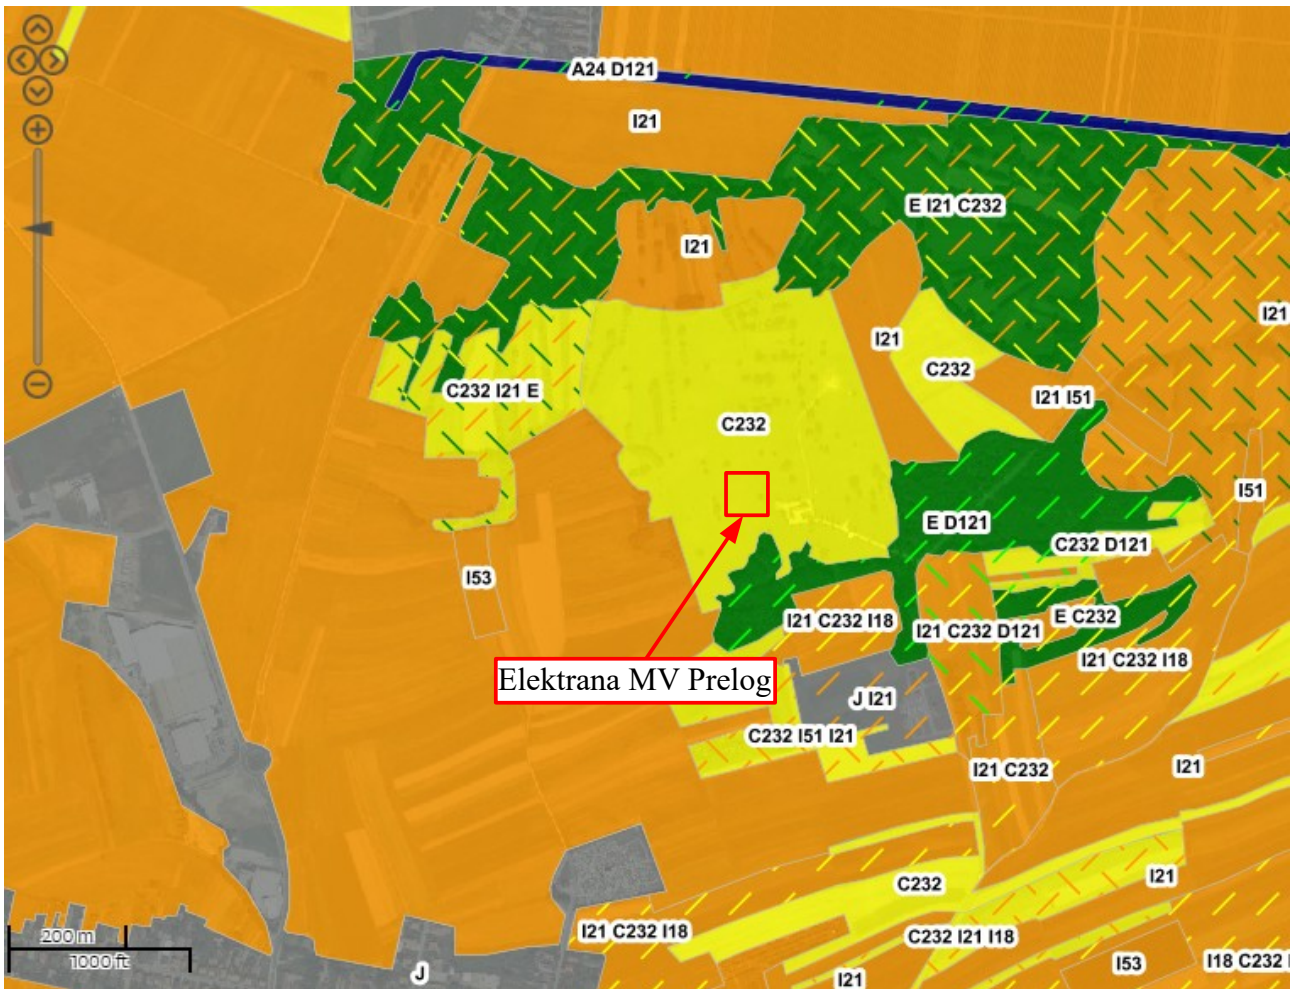 A24 D121
I21
E I21 C232
I21
I21
I21
C232
C232 I21 E
I21 I51
C232
I51
E D121
C232 D121
I53
E C232
I21 C232 I18
I21 C232 D121
I21 C232 I18
Elektrana MV Prelog
J I21
C232 I51 I21
I21 C232
I21
C232
I21
I21 C232 I18
C232 I21 I18
200 m
1000 ft
J
I53
I18 C232
I21